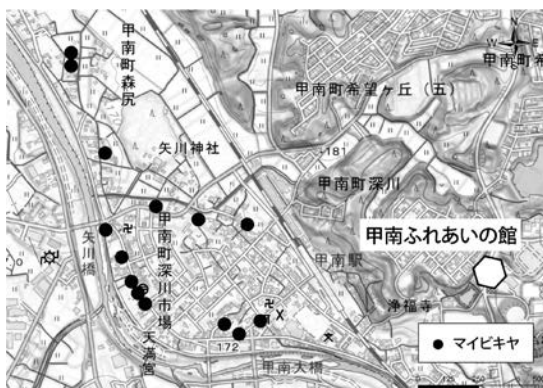 N
W
E
S
甲南町希
甲南町森尻
甲南町希望ヶ丘（五）
矢川神社
181
甲南町深川
甲南ふれあいの館
矢川橋
甲南町深川市場
甲南駅
浄福寺
天満宮
172
甲南大橋
マイビキヤ